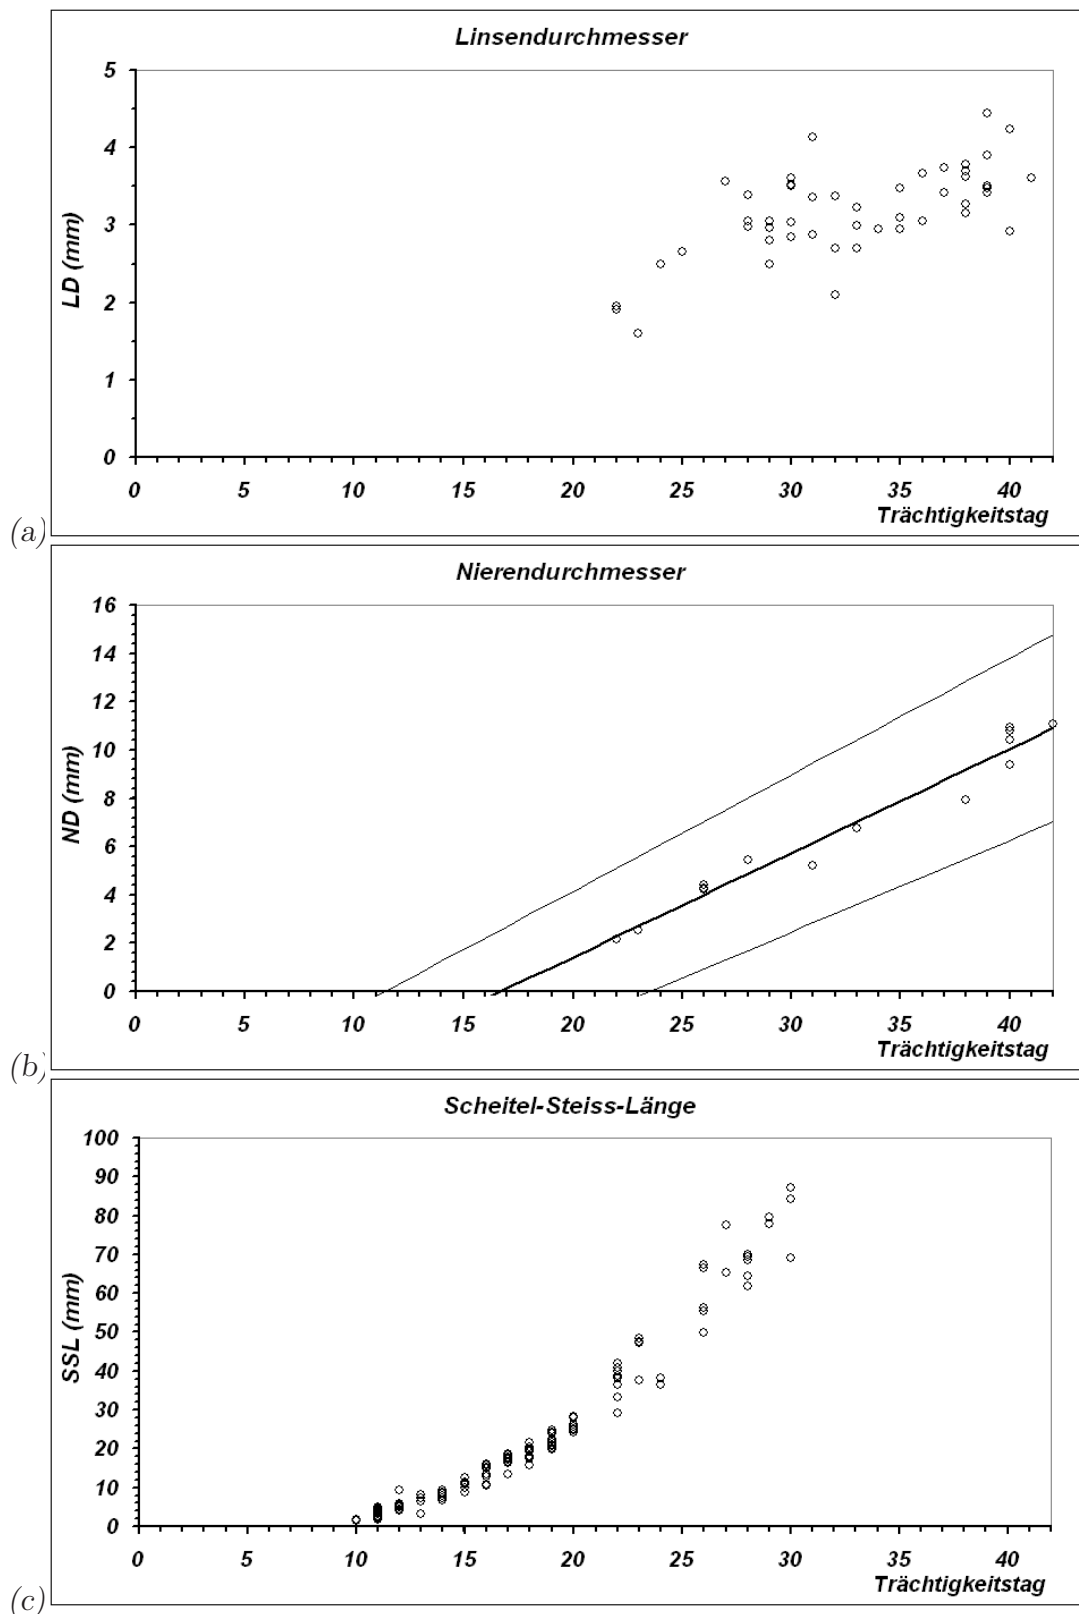 Linsendurchmesser
5
4
3
2
1
0
LD (mm)
0 5 10 15 20 25 30 35 40
Trächtigkeitstag
(a)
Nierendurchmesser
16
14
12
10
8
6
4
2
0
ND (mm)
0 5 10 15 20 25 30 35 40
Trächtigkeitstag
(b)
Scheitel-Steiss-Länge
100
90
80
70
60
50
40
30
20
10
0
SSL (mm)
0 5 10 15 20 25 30 35 40
Trächtigkeitstag
(c)